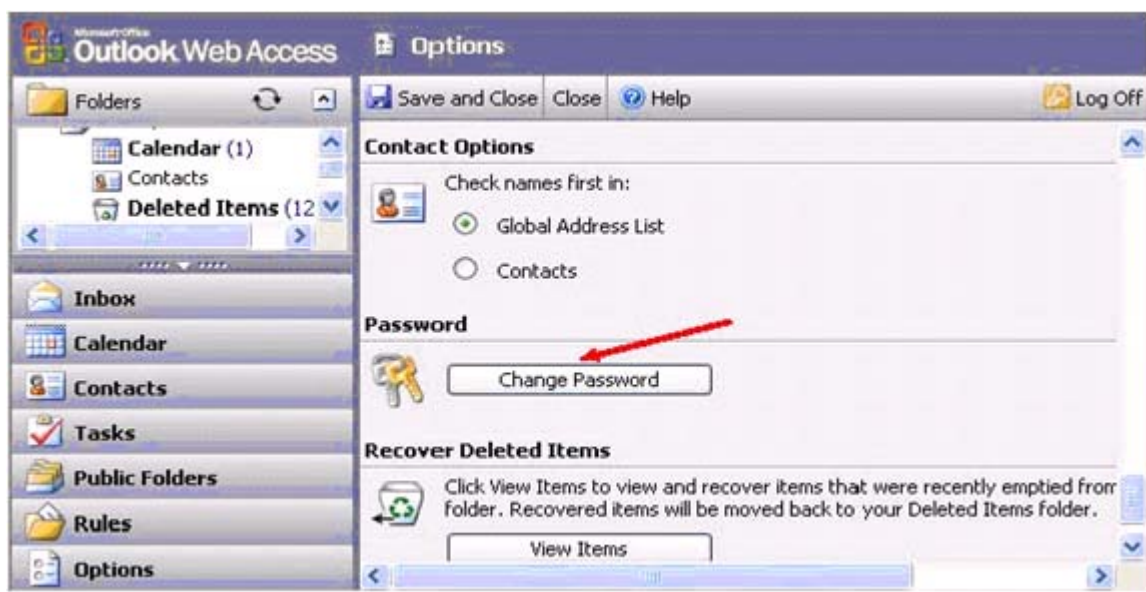 Microsoft Office
Outlook Web Access
Options
Folders
Save and Close
Close
Help
Log Off
Calendar (1)
Contacts
Deleted Items (12
Inbox
Calendar
Contacts
Tasks
Public Folders
Rules
Options
Contact Options
Check names first in:
Global Address List
Contacts
Password
Change Password
Recover Deleted Items
Click View Items to view and recover items that were recently emptied from
folder. Recovered items will be moved back to your Deleted Items folder.
View Items